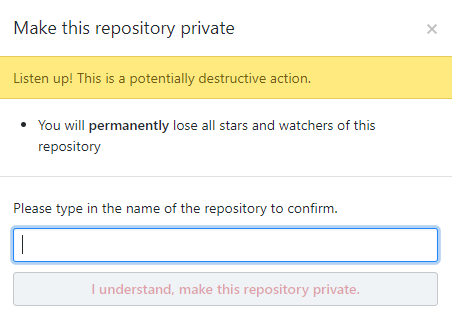 Make this repository private
×
Listen up! This is a potentially destructive action.
• You will permanently lose all stars and watchers of this
repository
Please type in the name of the repository to confirm.
I understand, make this repository private.